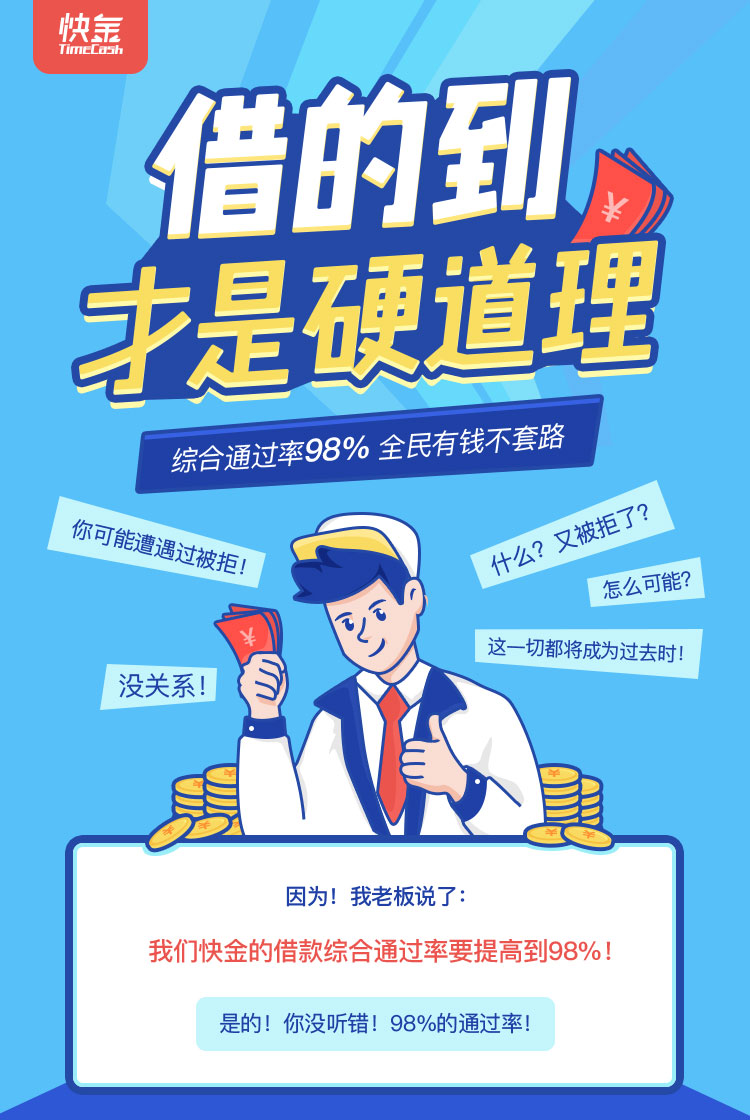 快金
TimeCash
借的到
才是硬道理
综合通过率98% 全民有钱不套路
你可能遭遇过被拒！
什么？又被拒了？
怎么可能？
这一切都将成为过去时！
没关系！
因为！我老板说了：
我们快金的借款综合通过率要提高到98%！
是的！你没听错！98%的通过率！